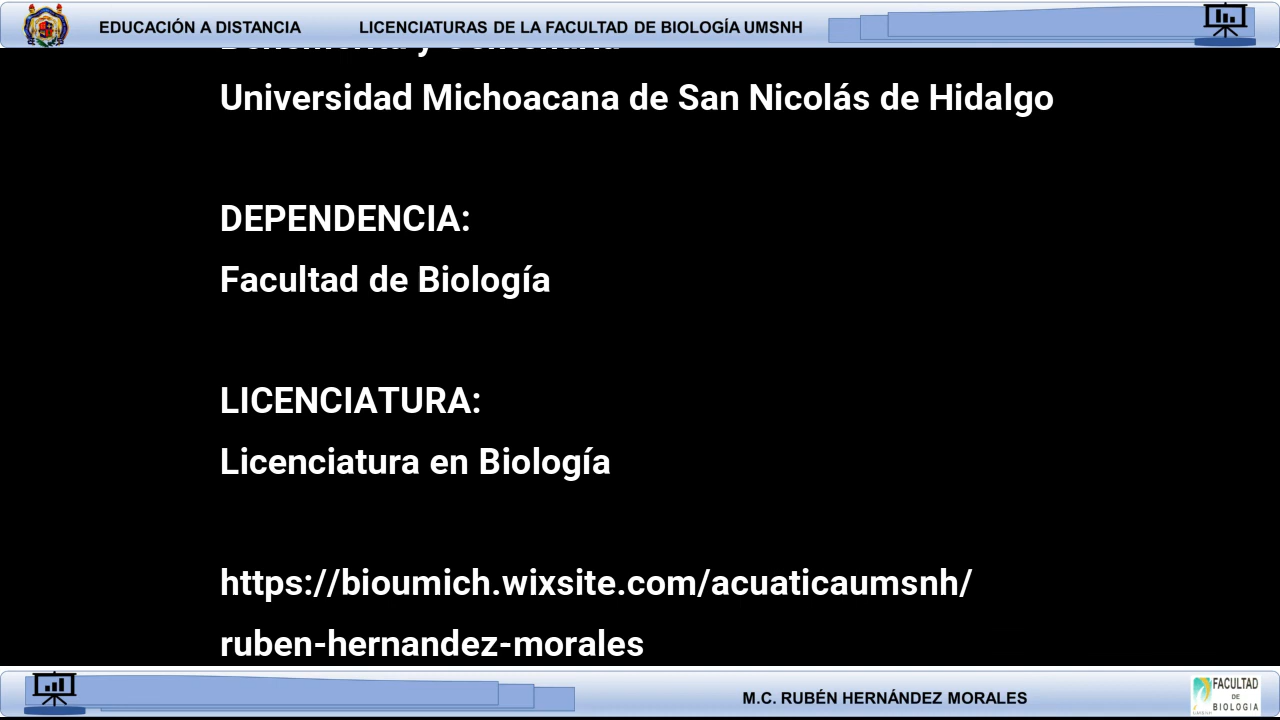 EDUCACIÓN A DISTANCIA LICENCIATURAS DE LA FACULTAD DE BIOLOGÍA UMSNH
Universidad Michoacana de San Nicolás de Hidalgo
DEPENDENCIA:
Facultad de Biología
LICENCIATURA:
Licenciatura en Biología
https://bioumich.wixsite.com/acuaticaumsnh/
ruben-hernandez-morales
M.C. RUBÉN HERNÁNDEZ MORALES
FACULTAD
DE
BIOLOGIA